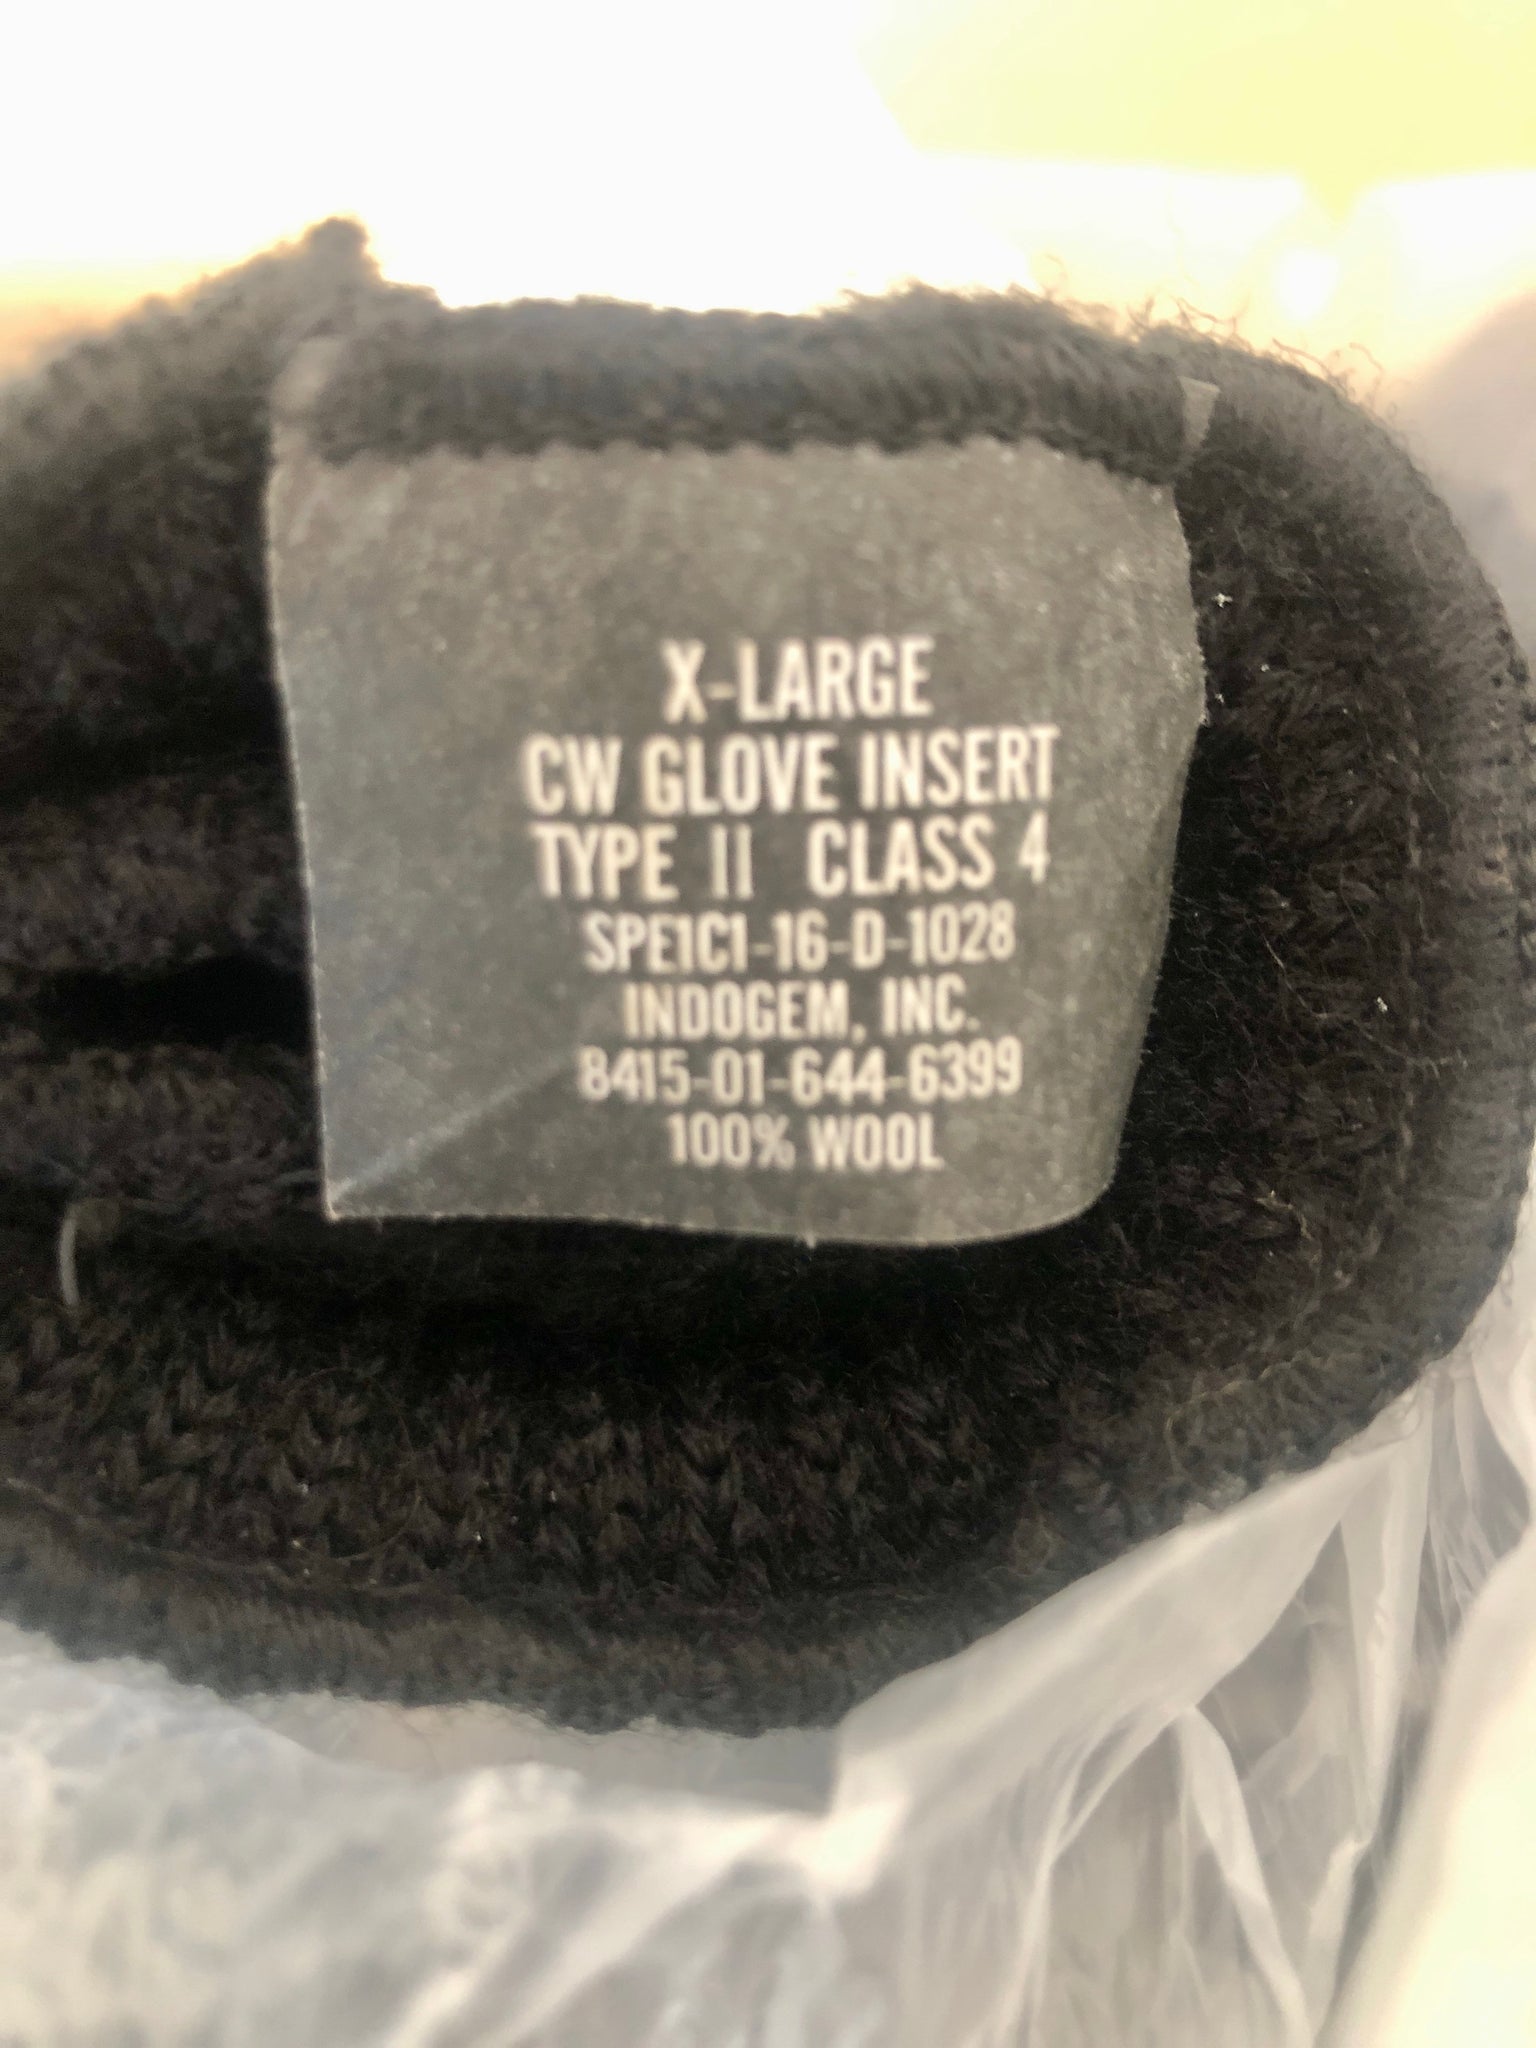 X-LARGE
CW GLOVE INSERT
TYPE II CLASS 4
SPE1C1-16-D-1028
INDOGEM, INC.
8415-01-644-6399
100% WOOL